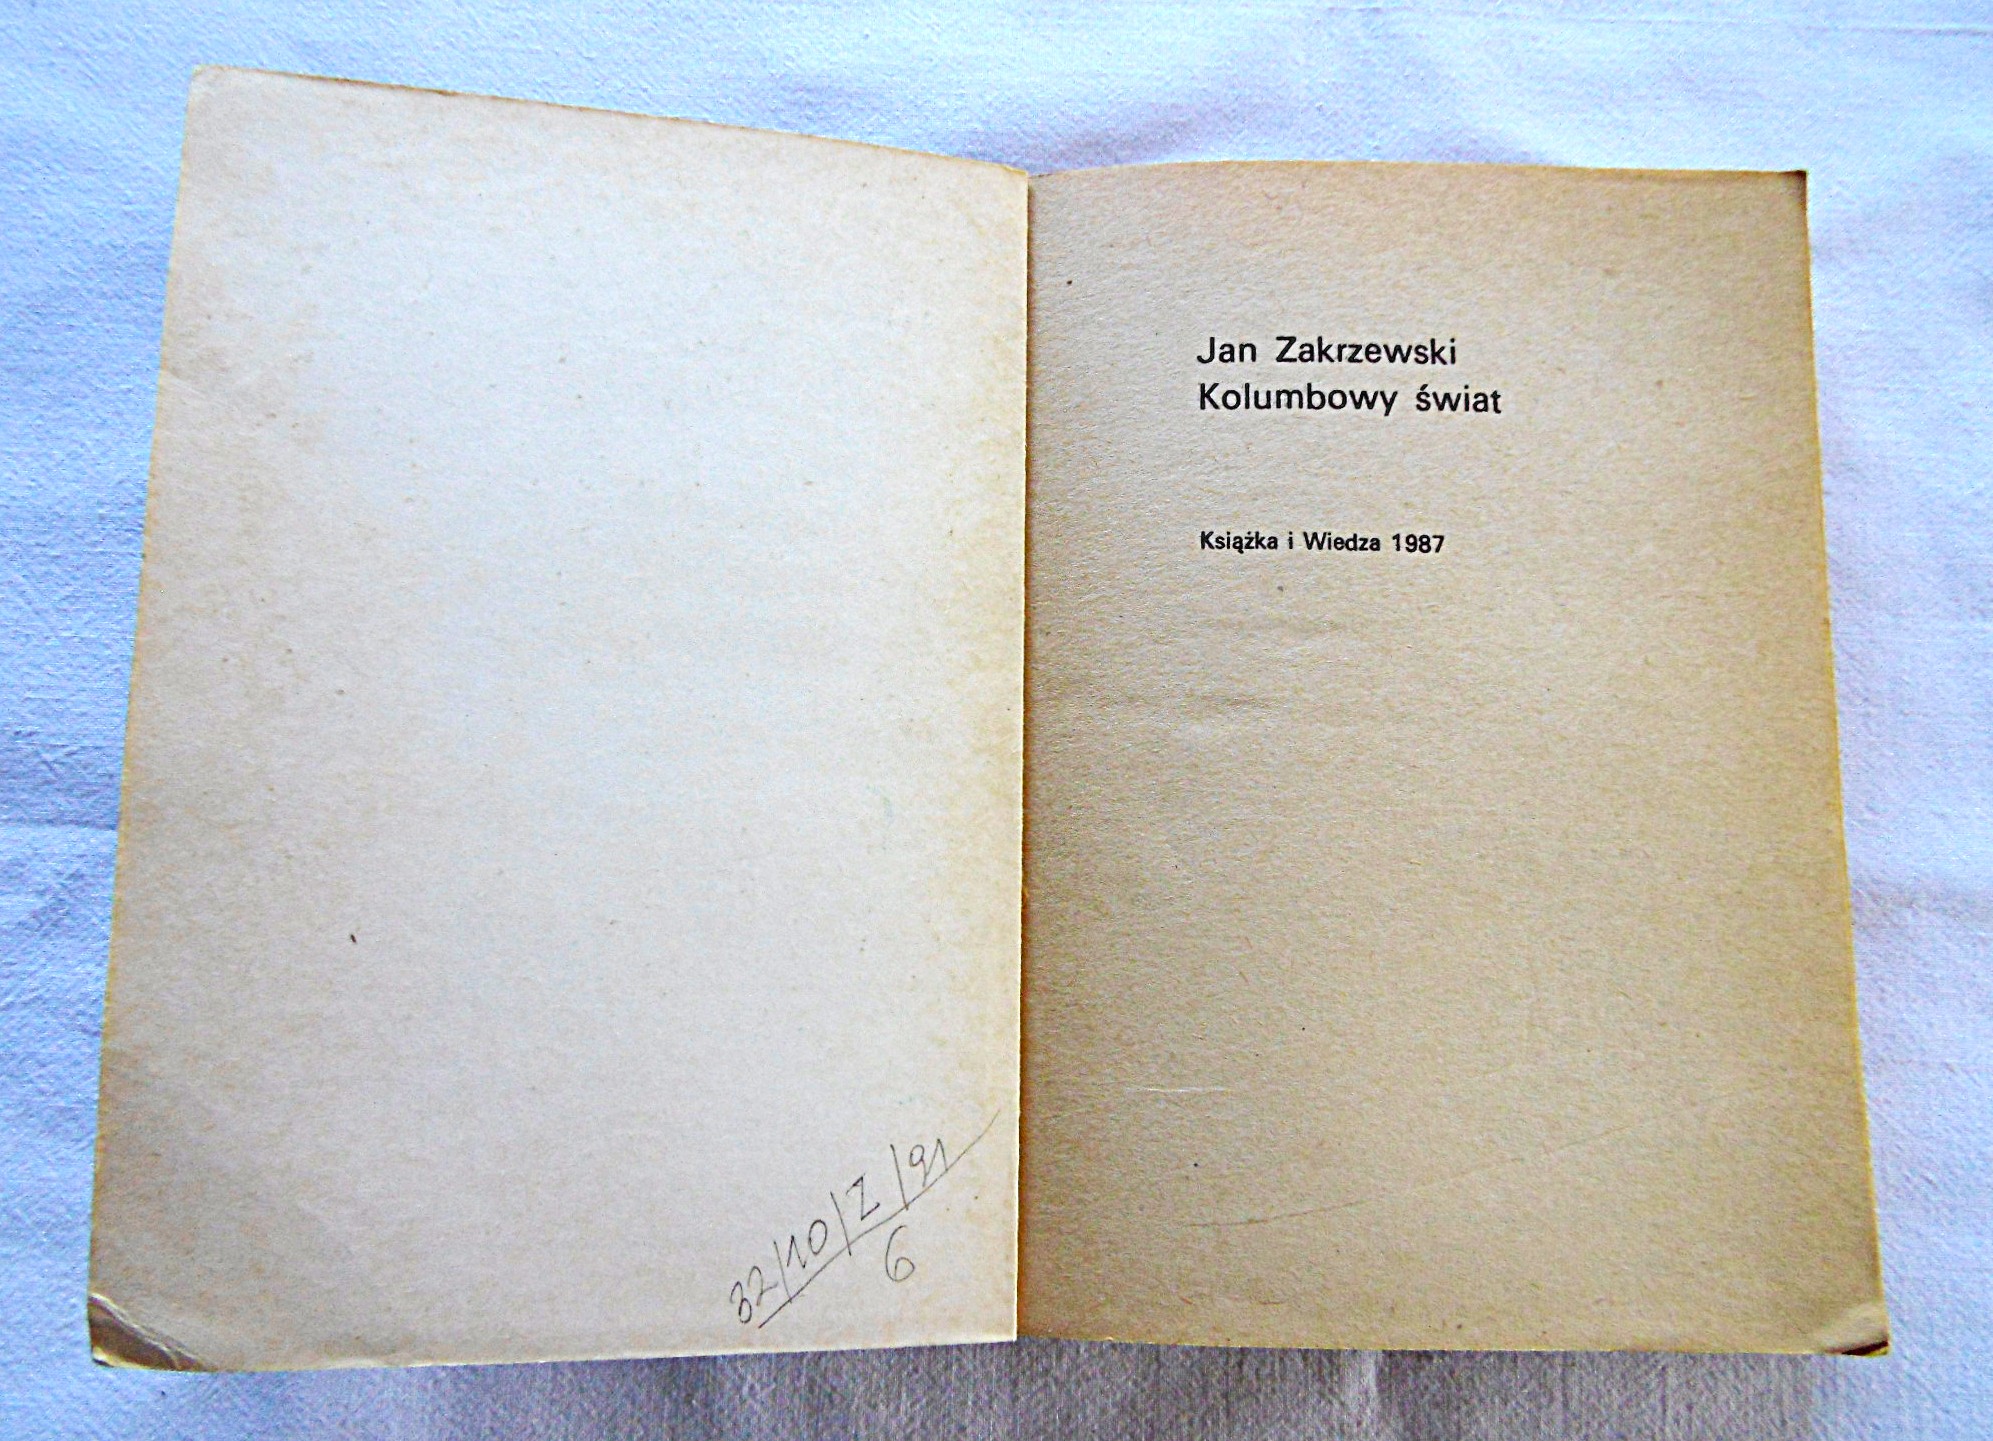 32/10/Z/91
6
Jan Zakrzewski
Kolumbowy świat
Książka i Wiedza 1987